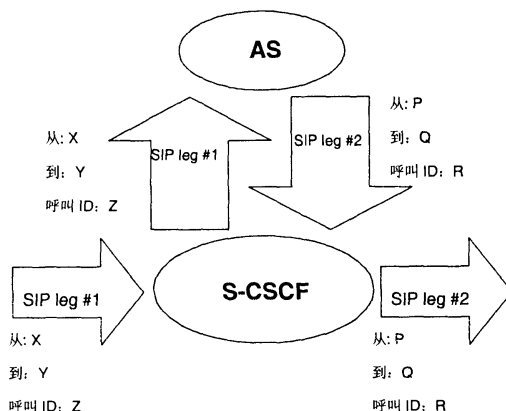 AS
从: X
到: Y
呼叫 ID: Z
SIP leg #1
SIP leg #2
从: P
到: Q
呼叫 ID: R
SIP leg #1
S-CSCF
SIP leg #2
从: X
到: Y
呼叫 ID: Z
从: P
到: Q
呼叫 ID: R